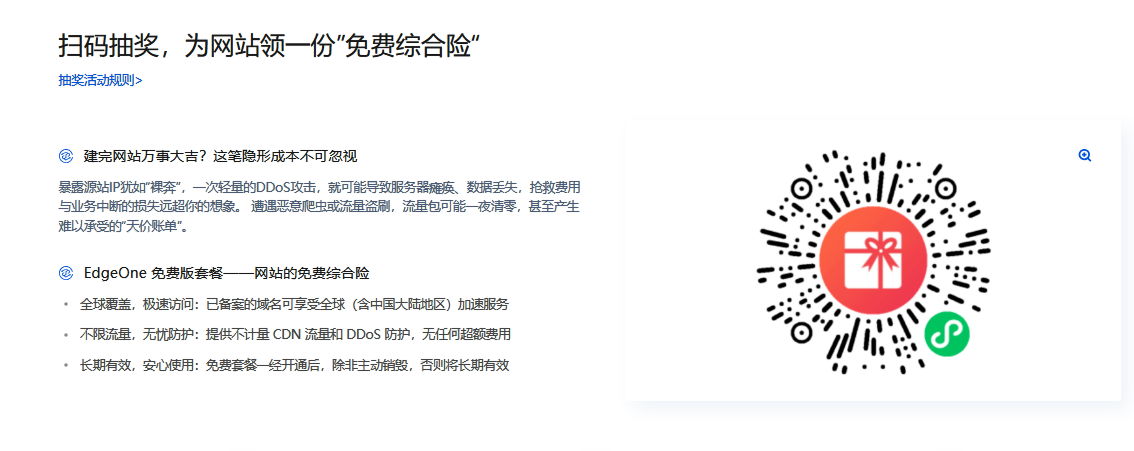 扫码抽奖，为网站领一份”免费综合险“
抽奖活动规则>
建完网站万事大吉？这笔隐形成本不可忽视
暴露源站IP犹如”裸奔”，一次轻量的DDoS攻击，就可能导致服务器瘫痪、数据丢失，抢救费用
与业务中断的损失远超你的想象。 遭遇恶意爬虫或流量盗刷，流量包可能一夜清零，甚至产生
难以承受的”天价账单”。
EdgeOne 免费版套餐——网站的免费综合险
• 全球覆盖，极速访问：已备案的域名可享受全球（含中国大陆地区）加速服务
• 不限流量，无忧防护：提供不计量 CDN 流量和 DDoS 防护，无任何超额费用
• 长期有效，安心使用：免费套餐一经开通后，除非主动销毁，否则将长期有效